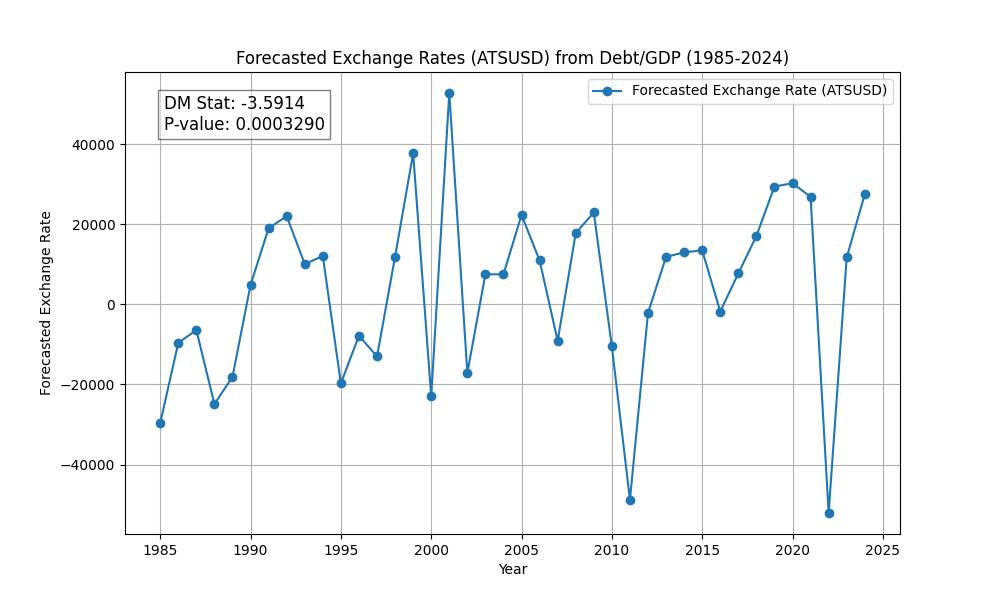 Forecasted Exchange Rates (ATSUSD) from Debt/GDP (1985-2024)
DM Stat: -3.5914
P-value: 0.0003290
Forecasted Exchange Rate (ATSUSD)
Forecasted Exchange Rate
40000
20000
0
−20000
−40000
1985 1990 1995 2000 2005 2010 2015 2020 2025
Year